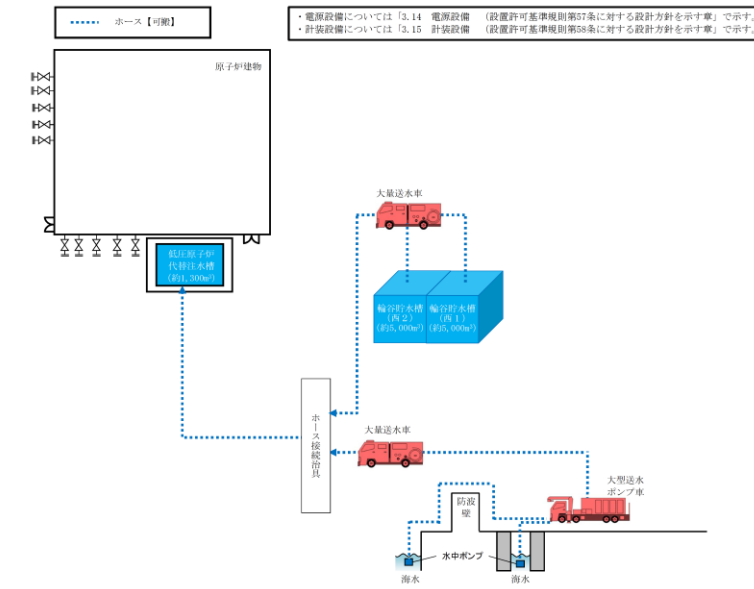 ホース【可搬】
・電源設備については「3.14 電源設備 (設置許可基準規則第57条に対する設計方針を示す章」で示す。
・計装設備については「3.15 計装設備 (設置許可基準規則第58条に対する設計方針を示す章」で示す。
原子炉建物
大量送水車
低圧原子炉
代替注水槽
(約1,300m³)
輪谷貯水槽
(西2)
(約5,000m³)
輪谷貯水槽
(西1)
(約5,000m³)
ホース接続治具
大量送水車
大型送水
ポンプ車
防波
壁
水中ポンプ
海水
海水